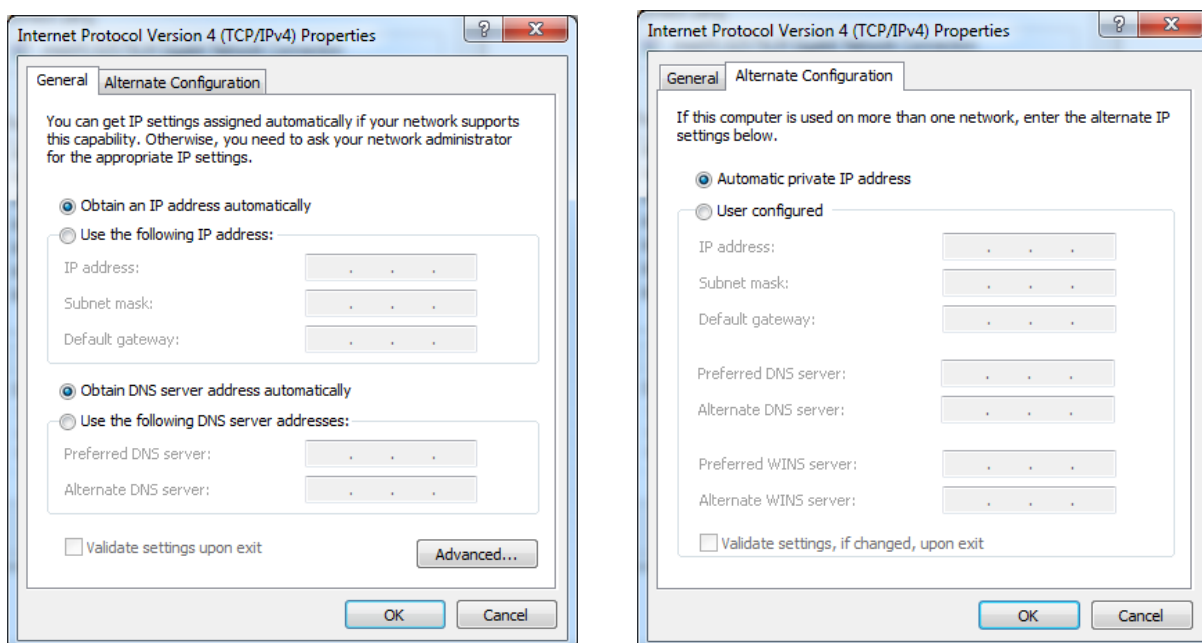 Internet Protocol Version 4 (TCP/IPv4) Properties
General
Alternate Configuration
You can get IP settings assigned automatically if your network supports
this capability. Otherwise, you need to ask your network administrator
for the appropriate IP settings.
Obtain an IP address automatically
Use the following IP address:
IP address:
Subnet mask:
Default gateway:
Obtain DNS server address automatically
Use the following DNS server addresses:
Preferred DNS server:
Alternate DNS server:
Validate settings upon exit
Advanced...
OK
Cancel
Internet Protocol Version 4 (TCP/IPv4) Properties
General
Alternate Configuration
If this computer is used on more than one network, enter the alternate IP
settings below.
Automatic private IP address
User configured
IP address:
Subnet mask:
Default gateway:
Preferred DNS server:
Alternate DNS server:
Preferred WINS server:
Alternate WINS server:
Validate settings, if changed, upon exit
OK
Cancel